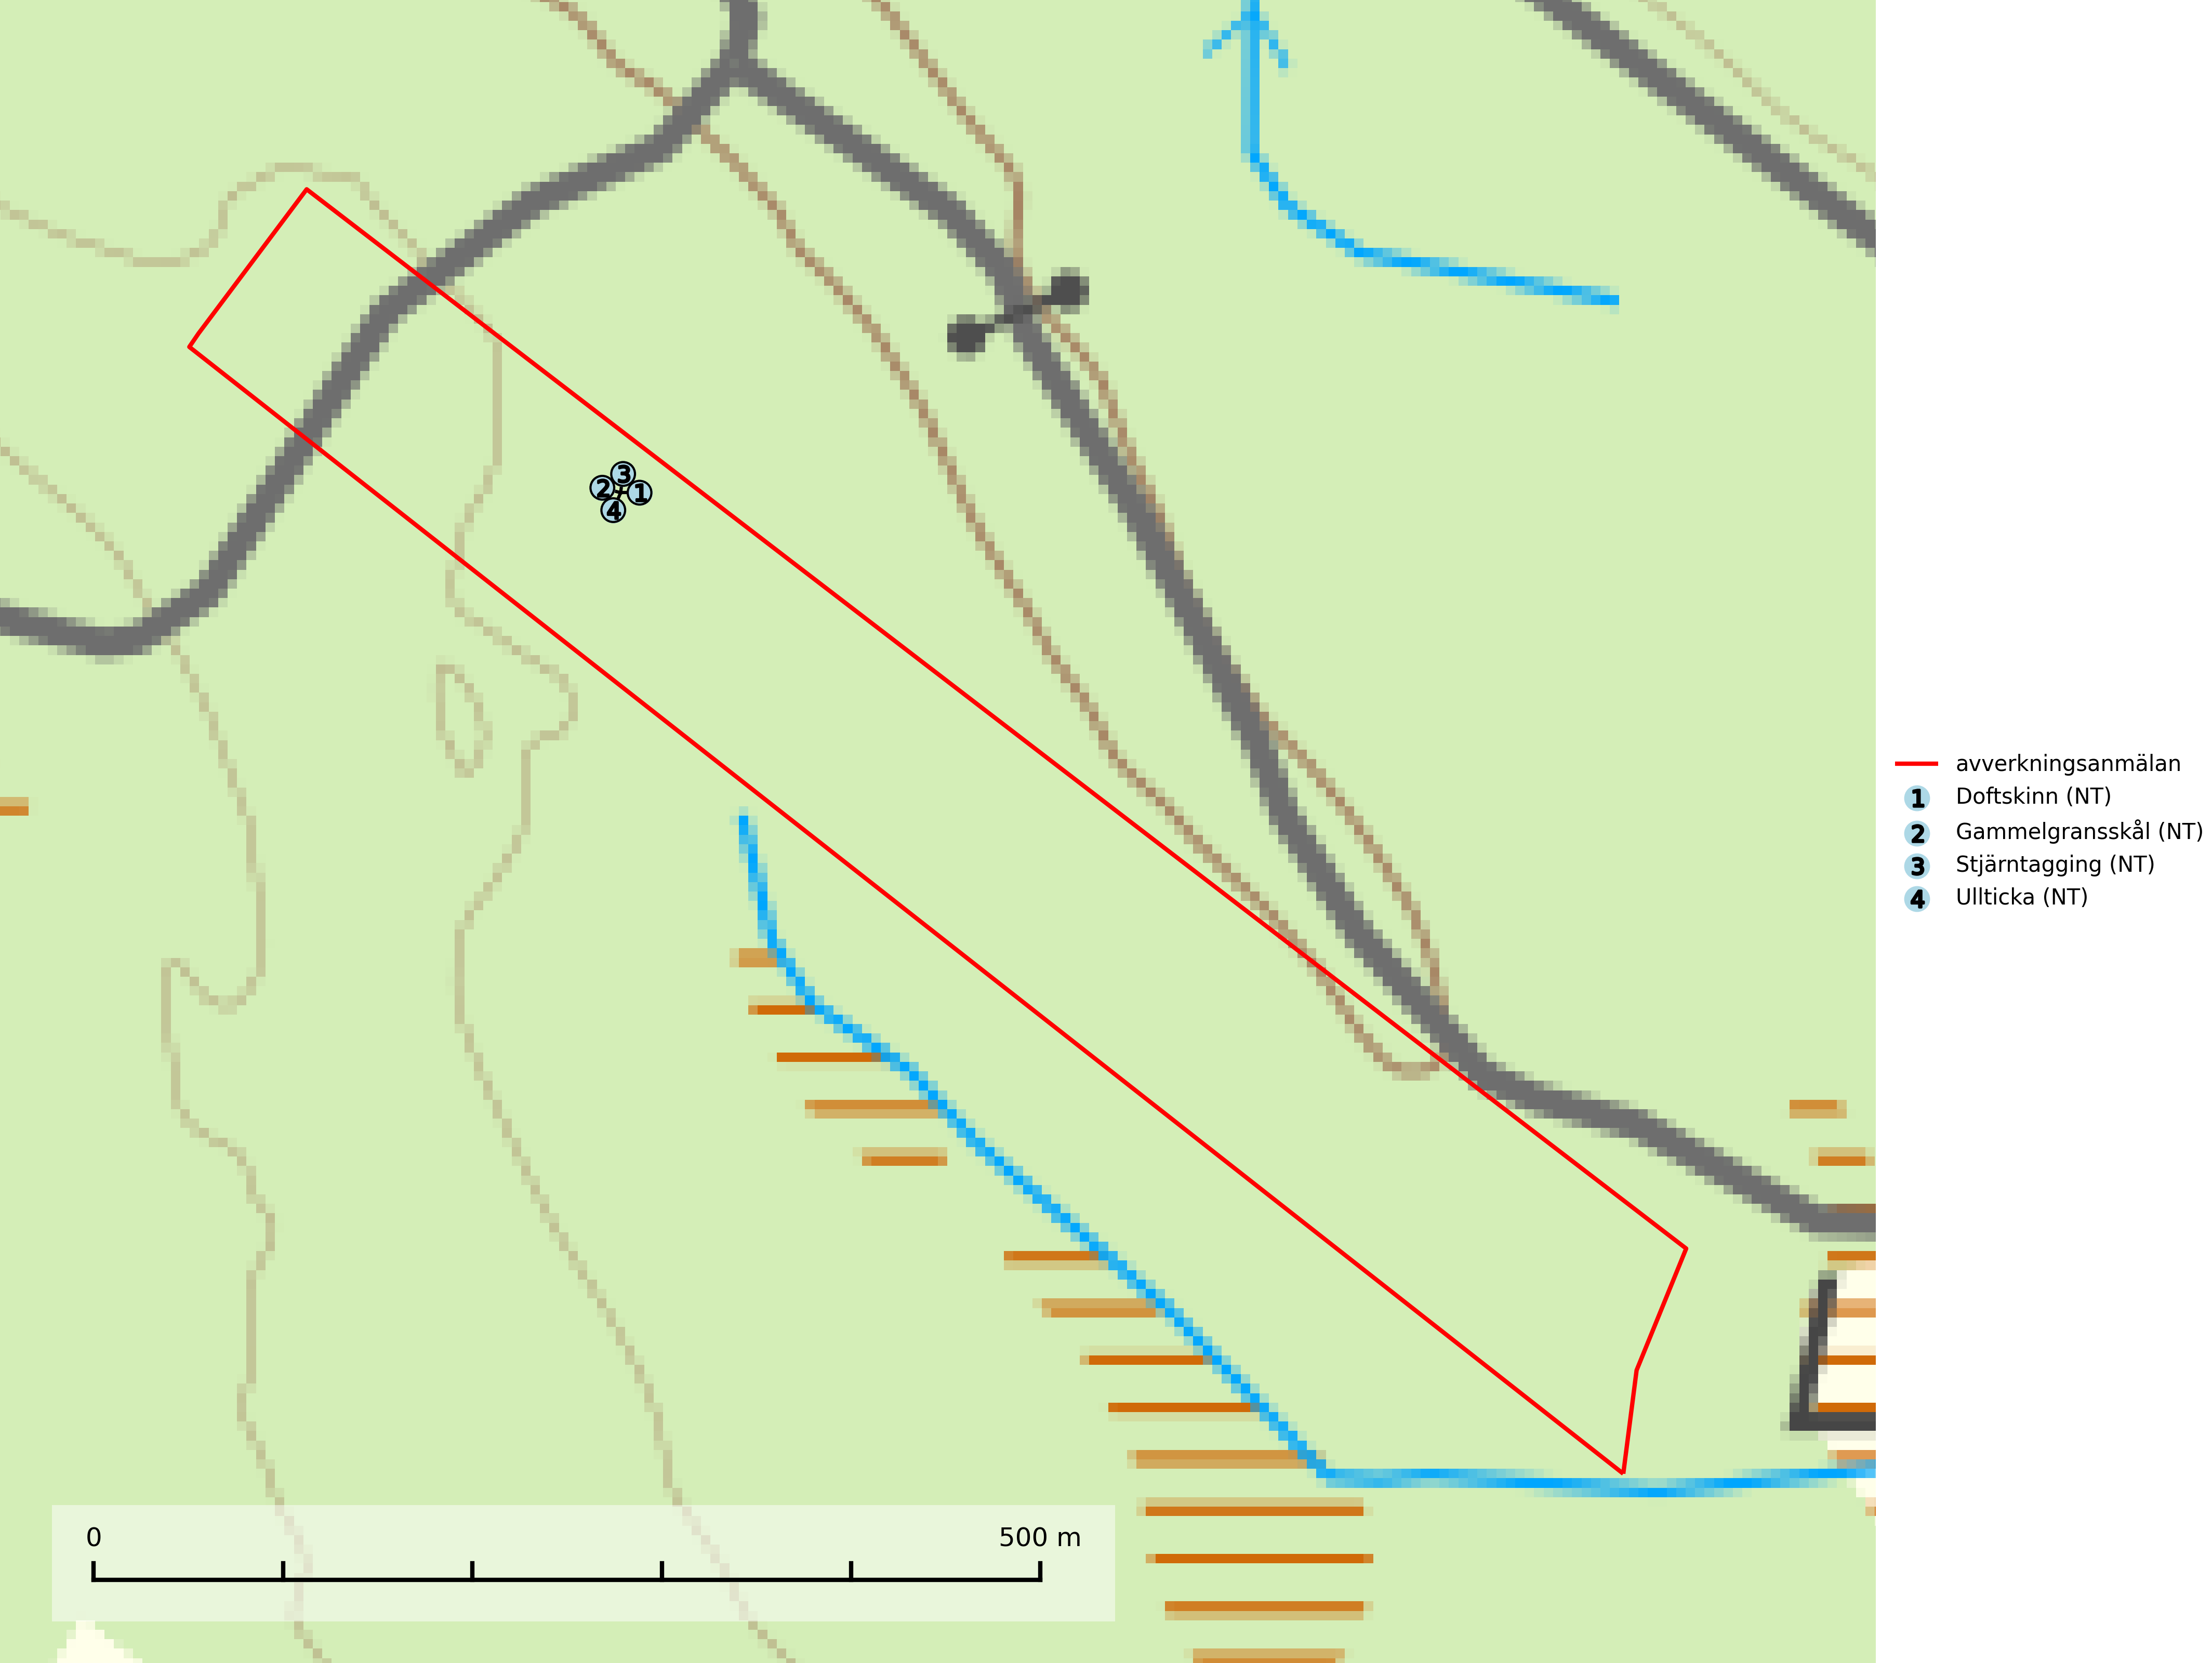 3
2
1
4
avverkningsanmälan
1 Doftskinn (NT)
2 Gammelgransskål (NT)
3 Stjärntagging (NT)
4 Ullticka (NT)
0 500 m